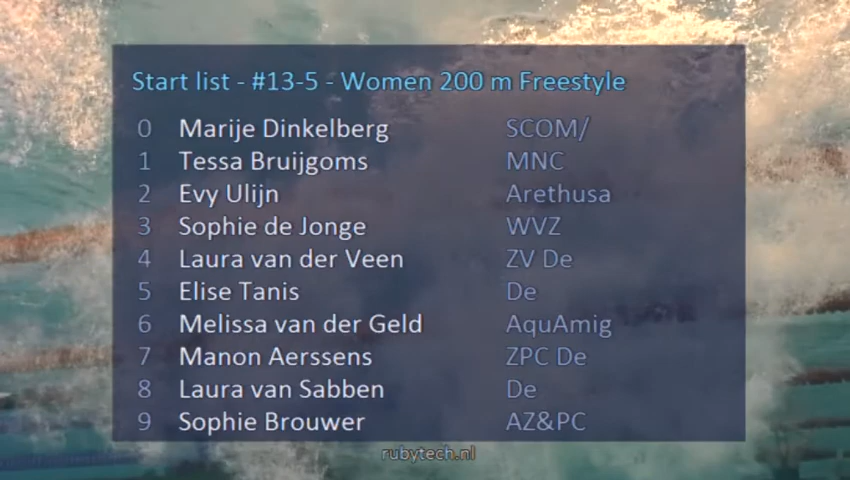 Start list - #13-5 - Women 200 m Freestyle
0 Marije Dinkelberg SCOM/
1 Tessa Bruijgoms MNC
2 Evy Ulijn Arethusa
3 Sophie de Jonge WVZ
4 Laura van der Veen ZV De
5 Elise Tanis De
6 Melissa van der Geld AquAmig
7 Manon Aerssens ZPC De
8 Laura van Sabben De
9 Sophie Brouwer AZ&PC
rubytech.nl